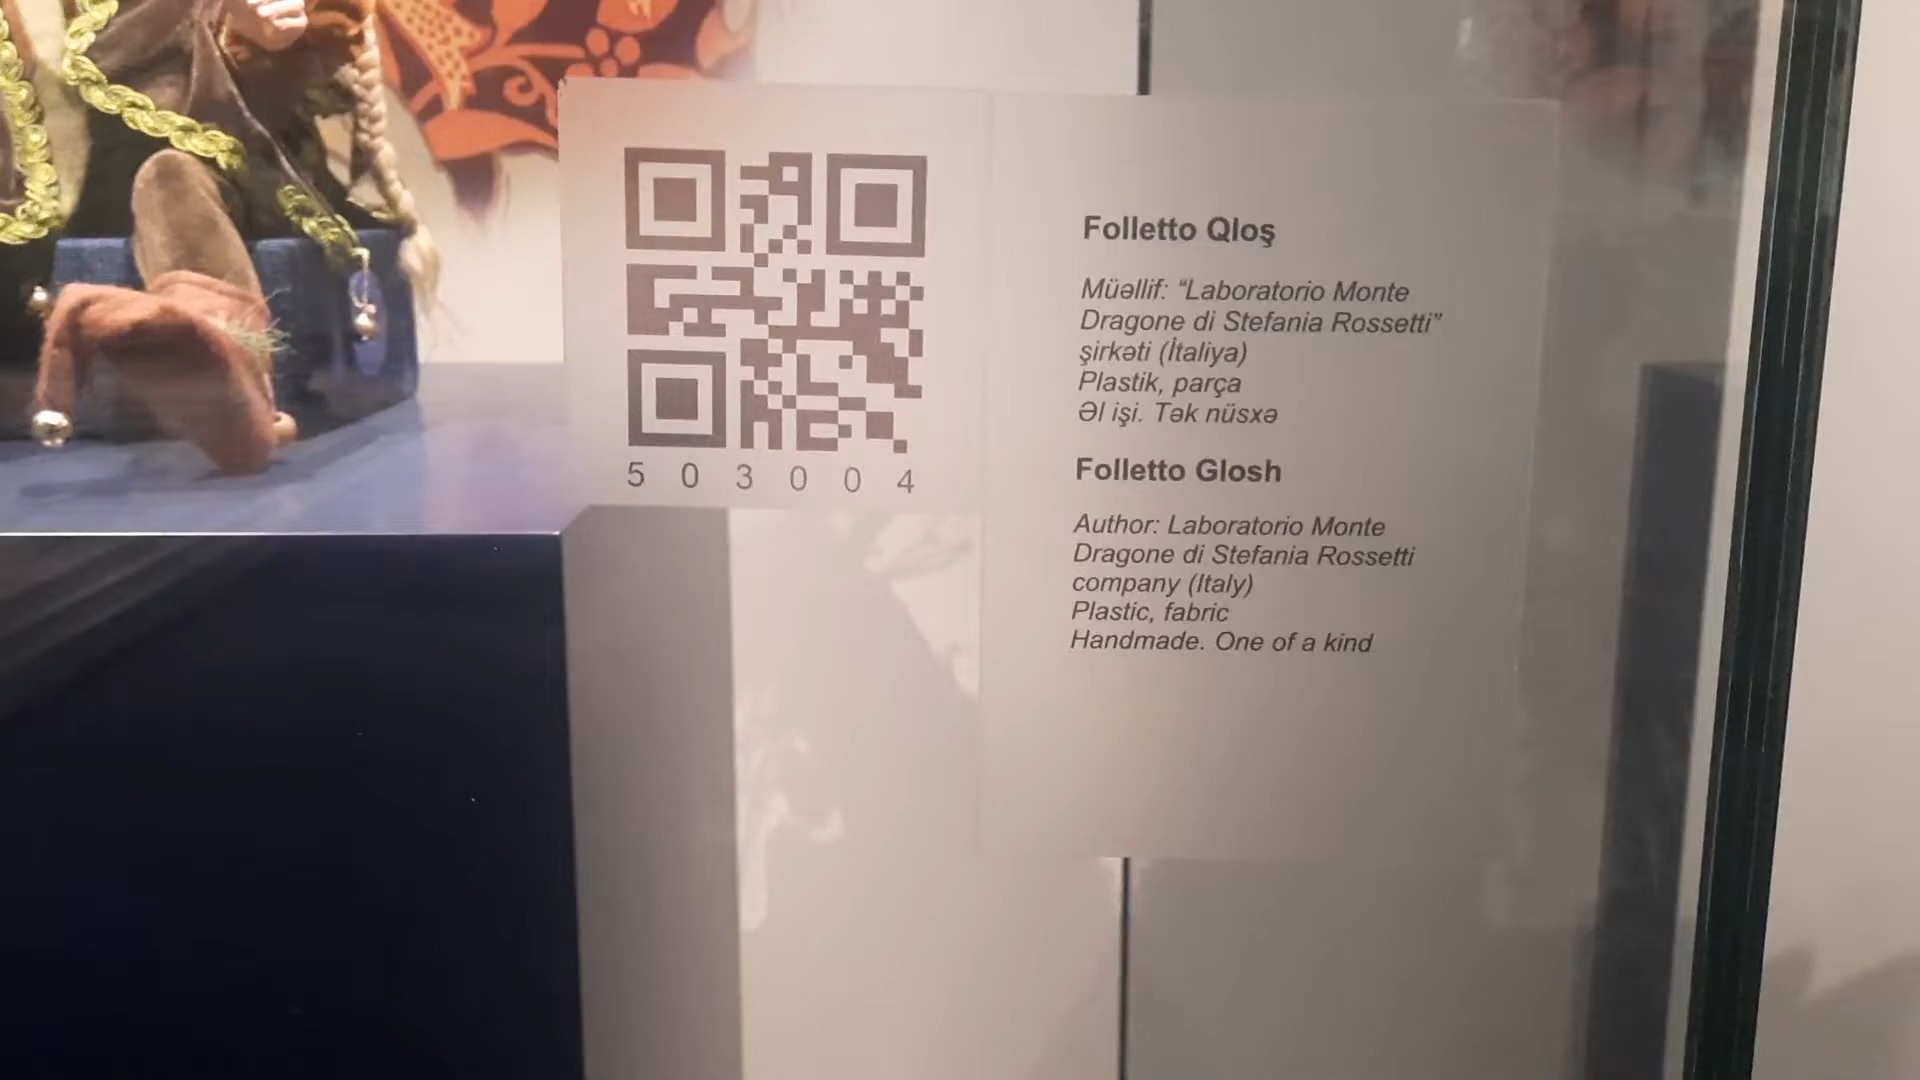 5 0 3 0 0 4
Folletto Qloş
Müəllif: “Laboratorio Monte
Dragone di Stefania Rossetti”
şirkəti (İtaliya)
Plastik, parça
Əl işi. Tək nüsxə
Folletto Glosh
Author: Laboratorio Monte
Dragone di Stefania Rossetti
company (Italy)
Plastic, fabric
Handmade. One of a kind